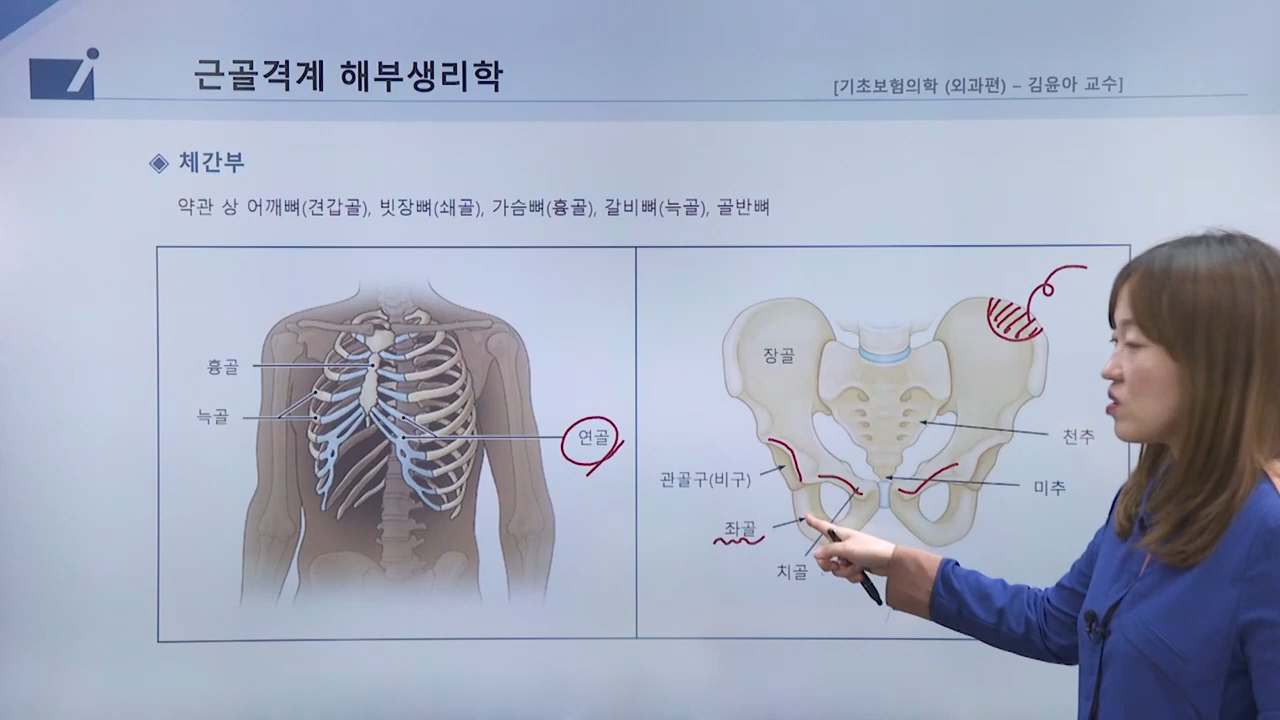 근골격계 해부생리학
[기초보험의학 (외과편) – 김윤아 교수]
◈ 체간부
약관 상 어깨뼈(견갑골), 빗장뼈(쇄골), 가슴뼈(흉골), 갈비뼈(늑골), 골반뼈
흉골
늑골
연골
장골
천추
관골구(비구)
미추
좌골
치골